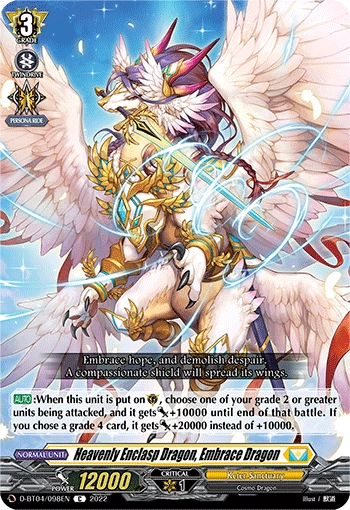 3
GRADE
TWINDRIVE
PERSONA RIDE
Embrace hope, and demolish despair.
A compassionate shield will spread its wings.
AUTO:When this unit is put on , choose one of your grade 2 or greater
units being attacked, and it gets +10000 until end of that battle. If
you chose a grade 4 card, it gets +20000 instead of +10000.
NORMAL UNIT Heavenly Enclasp Dragon, Embrace Dragon
POWER 12000 CRITICAL 1 Keter Sanctuary
Cosmo Dragon
D-BT04/098EN C 2022 Illust / 獣道